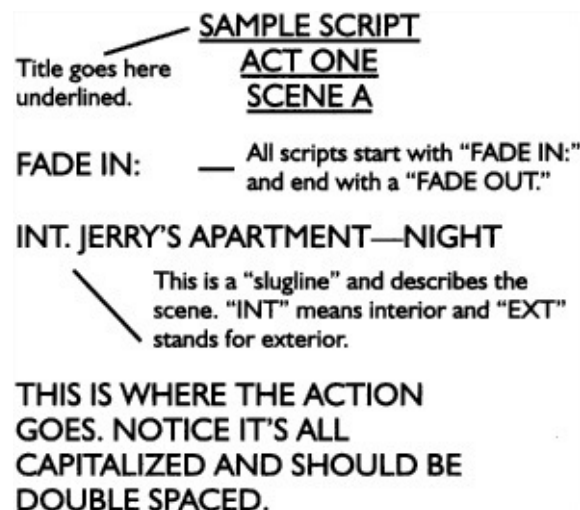 SAMPLE SCRIPT
Title goes here
underlined.
ACT ONE
SCENE A
FADE IN:
All scripts start with “FADE IN:”
and end with a “FADE OUT.”
INT. JERRY’S APARTMENT—NIGHT
This is a “slugline” and describes the
scene. “INT” means interior and “EXT”
stands for exterior.
THIS IS WHERE THE ACTION
GOES. NOTICE IT’S ALL
CAPITALIZED AND SHOULD BE
DOUBLE SPACED.